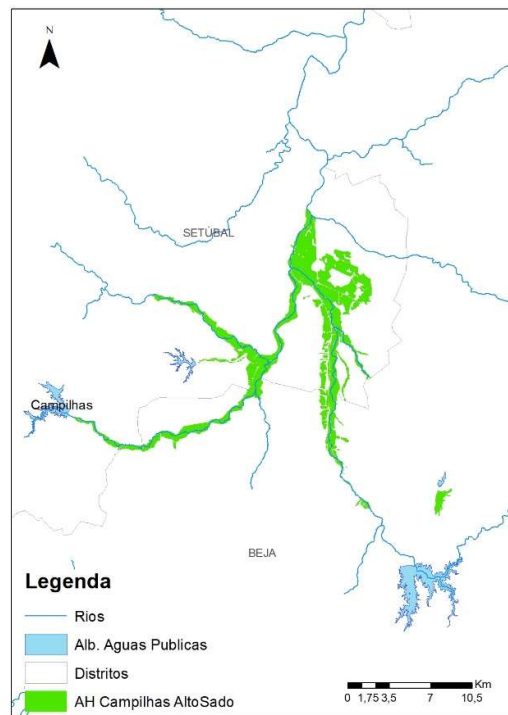 N
SETÚBAL
Campilhas
BEJA
Legenda
Rios
Alb. Aguas Publicas
Distritos
AH Campilhas AltoSado
Km
0 1,75 3,5 7 10,5